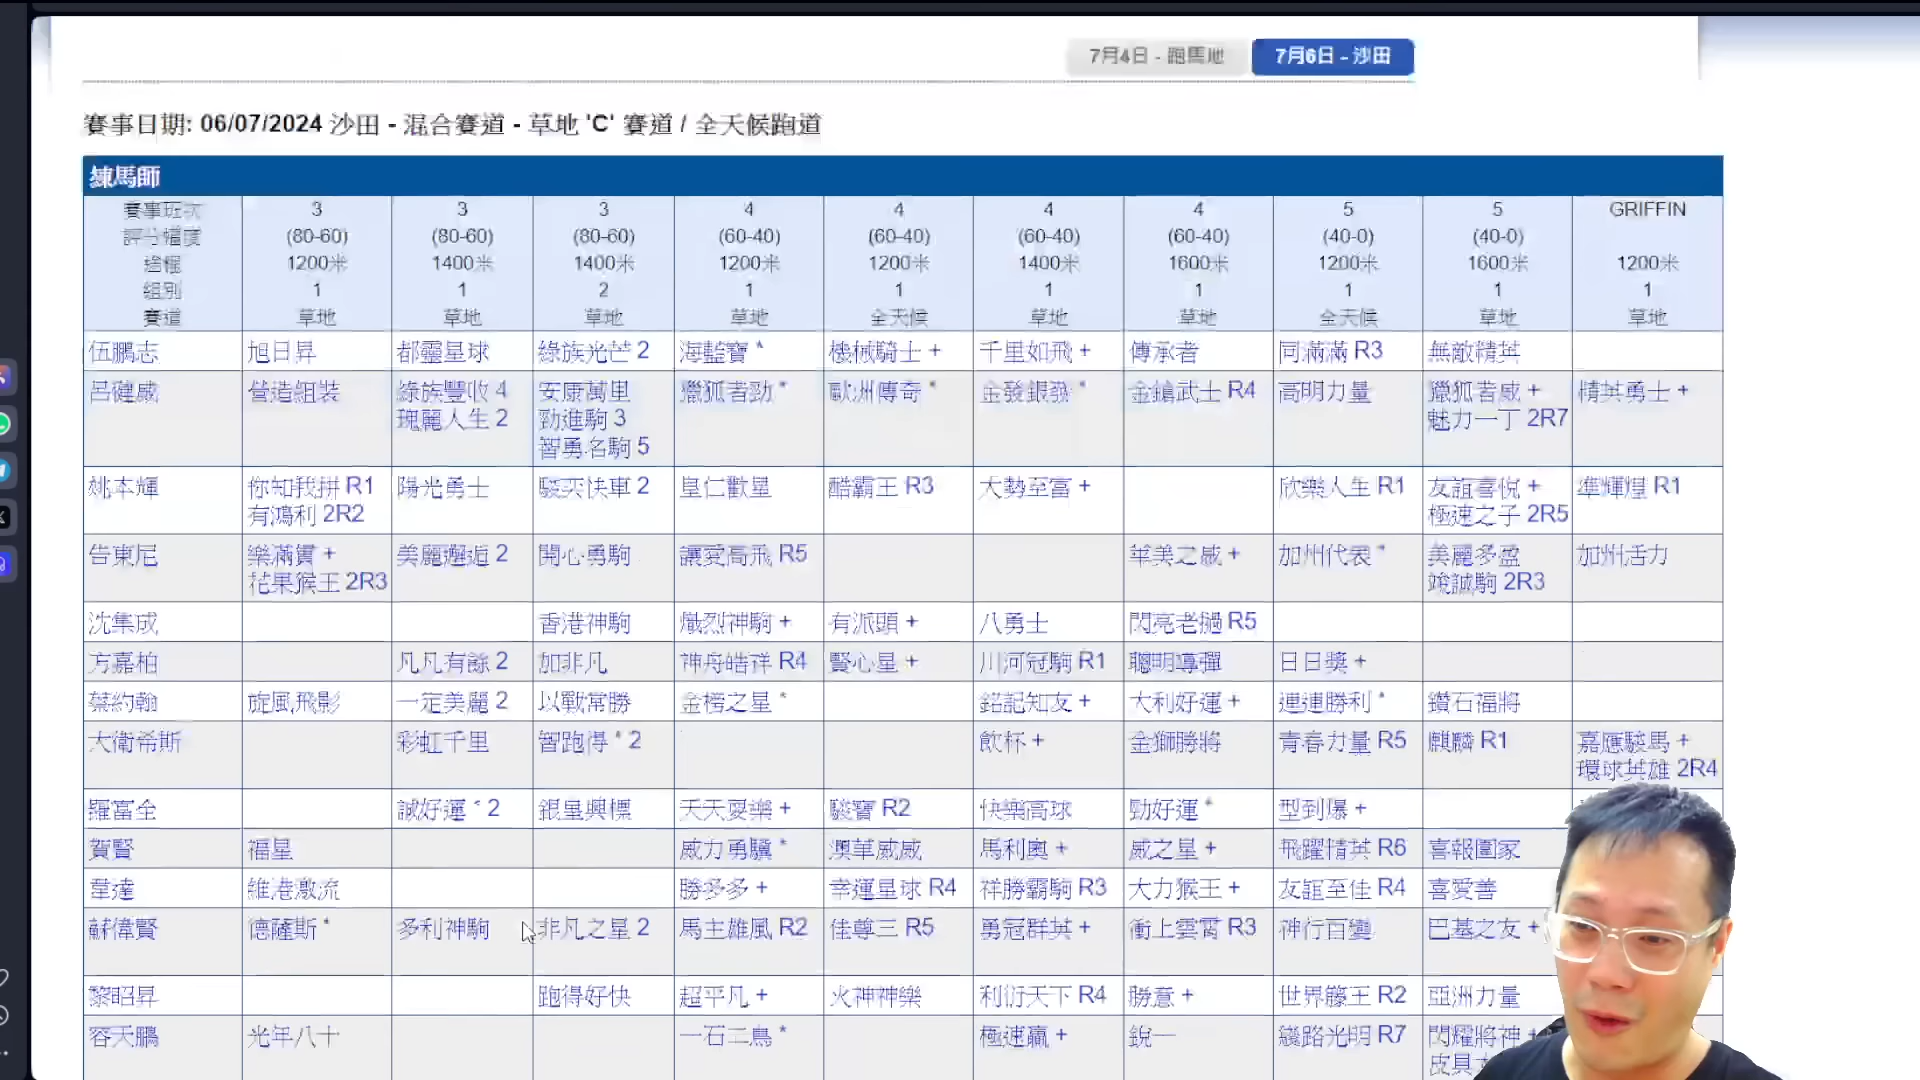 7月4日 - 跑馬地
7月6日 - 沙田
賽事日期: 06/07/2024 沙田 - 混合賽道 - 草地 'C' 賽道 / 全天候跑道
練馬師
賽事班次 3 3 3 4 4 4 4 5 5 GRIFFIN
評分幅度 (80-60) (80-60) (80-60) (60-40) (60-40) (60-40) (60-40) (40-0) (40-0)
途程 1200米 1400米 1400米 1200米 1200米 1400米 1600米 1200米 1600米 1200米
組別 1 1 2 1 1 1 1 1 1 1
賽道 草地 草地 草地 草地 全天候 草地 草地 全天候 草地 草地
伍鵬志 旭日昇 都靈星球 綠族光芒 2 海藍寶 * 機械騎士 + 千里如飛 + 傳承者 同滿滿 R3 無敵精英
呂健威 營造組裝 綠族豐收 4 安康萬里 獵狐者勁 * 歐洲傳奇 * 金發銀發 * 金鎗武士 R4 高明力量 獵狐者威 + 精英勇士 +
瑰麗人生 2 勁進駒 3 魅力一丁 2R7
智勇名駒 5
姚本輝 你知我拼 R1 陽光勇士 駿奕快車 2 皇仁歡星 酷霸王 R3 大勢至富 + 欣樂人生 R1 友誼喜悅 + 準輝煌 R1
有鴻利 2R2 極速之子 2R5
告東尼 樂滿貫 + 美麗邂逅 2 開心勇駒 讓愛高飛 R5 華美之威 + 加州代表 * 美麗多盈 加州活力
花果猴王 2R3 竣誠駒 2R3
沈集成 香港神駒 熾烈神駒 + 有派頭 + 八勇士 閃亮老撾 R5
方嘉柏 凡凡有餘 2 加非凡 神舟皓祥 R4 賢心星 + 川河冠駒 R1 聰明導彈 日日獎 +
蔡約翰 旋風飛影 一定美麗 2 以戰常勝 金榜之星 * 銘記知友 + 大利好運 + 連連勝利 * 鑽石福將
大衛希斯 彩虹千里 智跑得 * 2 飲杯 + 金獅勝將 青春力量 R5 麒麟 R1 嘉應駿馬 +
環球英雄 2R4
羅富全 誠好運 * 2 銀皇興標 天天耍樂 + 駿寶 R2 快樂高球 勁好運 * 型到爆 +
賀賢 福星 威力勇驥 * 澳華威威 馬利奧 + 威之星 + 飛躍精英 R6 喜報團家
韋達 維港激流 勝多多 + 幸運星球 R4 祥勝霸駒 R3 大力猴王 + 友誼至佳 R4 喜愛善
蘇偉賢 德薩斯 * 多利神駒 非凡之星 2 馬主雄風 R2 佳尊三 R5 勇冠群英 + 衝上雲霄 R3 神行百變 巴基之友 +
黎昭昇 跑得好快 超平凡 + 火神神樂 利衍天下 R4 勝意 + 世界籐王 R2 亞洲力量
容天鵬 光年八十 一石二鳥 * 極速贏 + 銳一 幾路光明 R7 閃耀將神 +
皮具